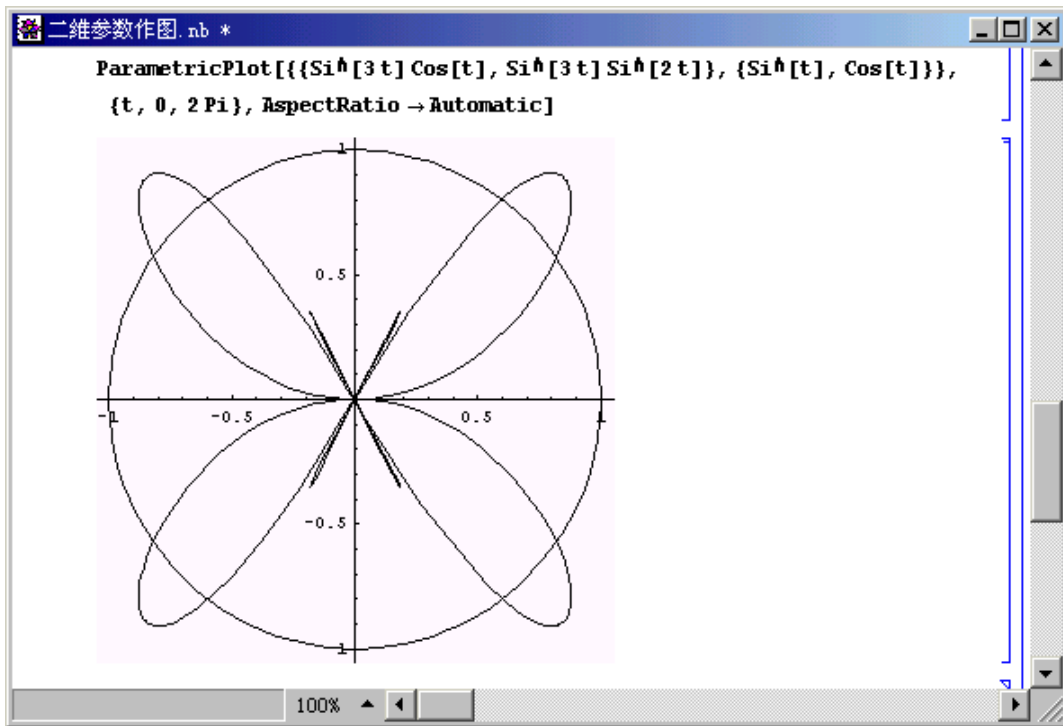 二维参数作图.nb *
ParametricPlot[{{Sin[3 t] Cos[t], Sin[3 t] Sin[2 t]}, {Sin[t], Cos[t]}},
{t, 0, 2 Pi}, AspectRatio → Automatic]
1
0.5
-1 -0.5 0.5 1
-0.5
-1
100%